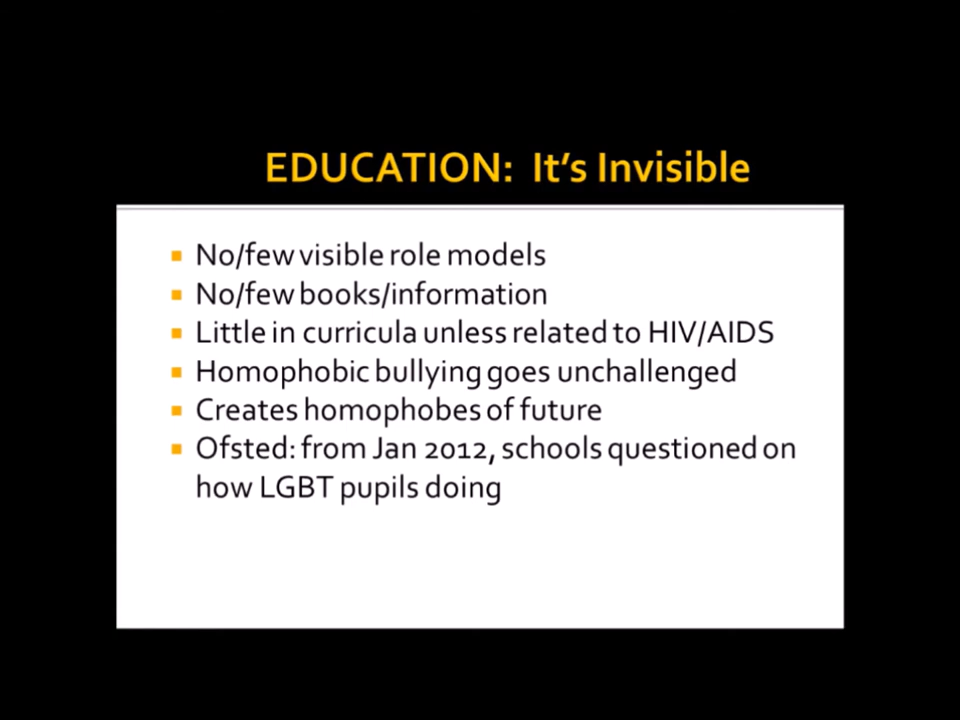 EDUCATION: It's Invisible
No/few visible role models
No/few books/information
Little in curricula unless related to HIV/AIDS
Homophobic bullying goes unchallenged
Creates homophobes of future
Ofsted: from Jan 2012, schools questioned on
how LGBT pupils doing